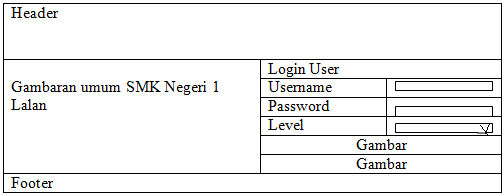 Header
Login User
Gambaran umum SMK Negeri 1
Lalan
Username
Password
Level
Gambar
Gambar
Footer